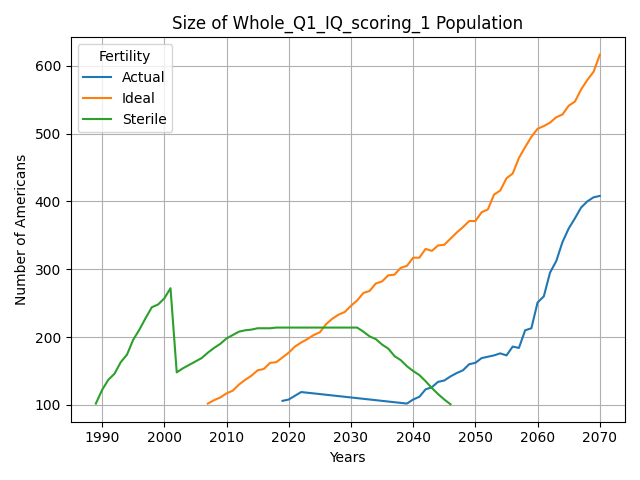 Size of Whole_Q1_IQ_scoring_1 Population
Fertility
Actual
Ideal
Sterile
Number of Americans
600
500
400
300
200
100
1990 2000 2010 2020 2030 2040 2050 2060 2070
Years